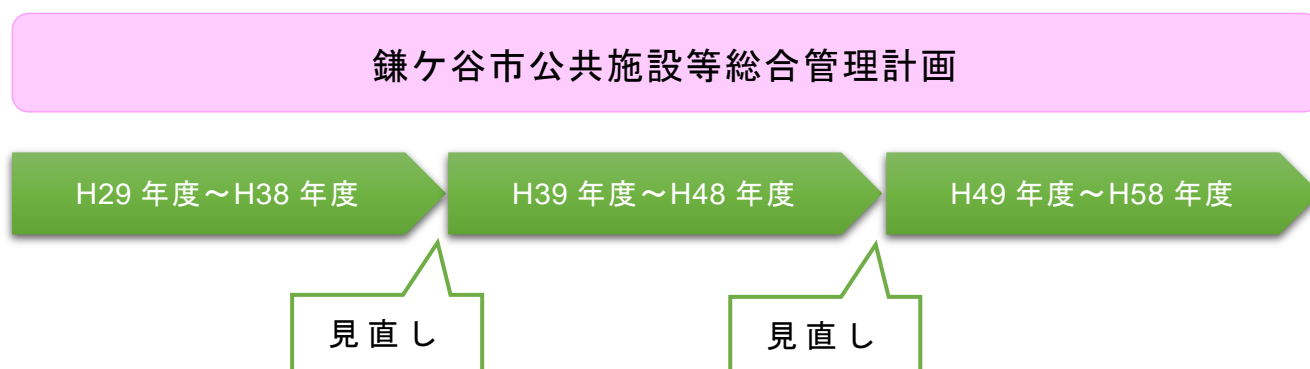 鎌ケ谷市公共施設等総合管理計画
H29 年度～H38 年度
H39 年度～H48 年度
H49 年度～H58 年度
見直し
見直し